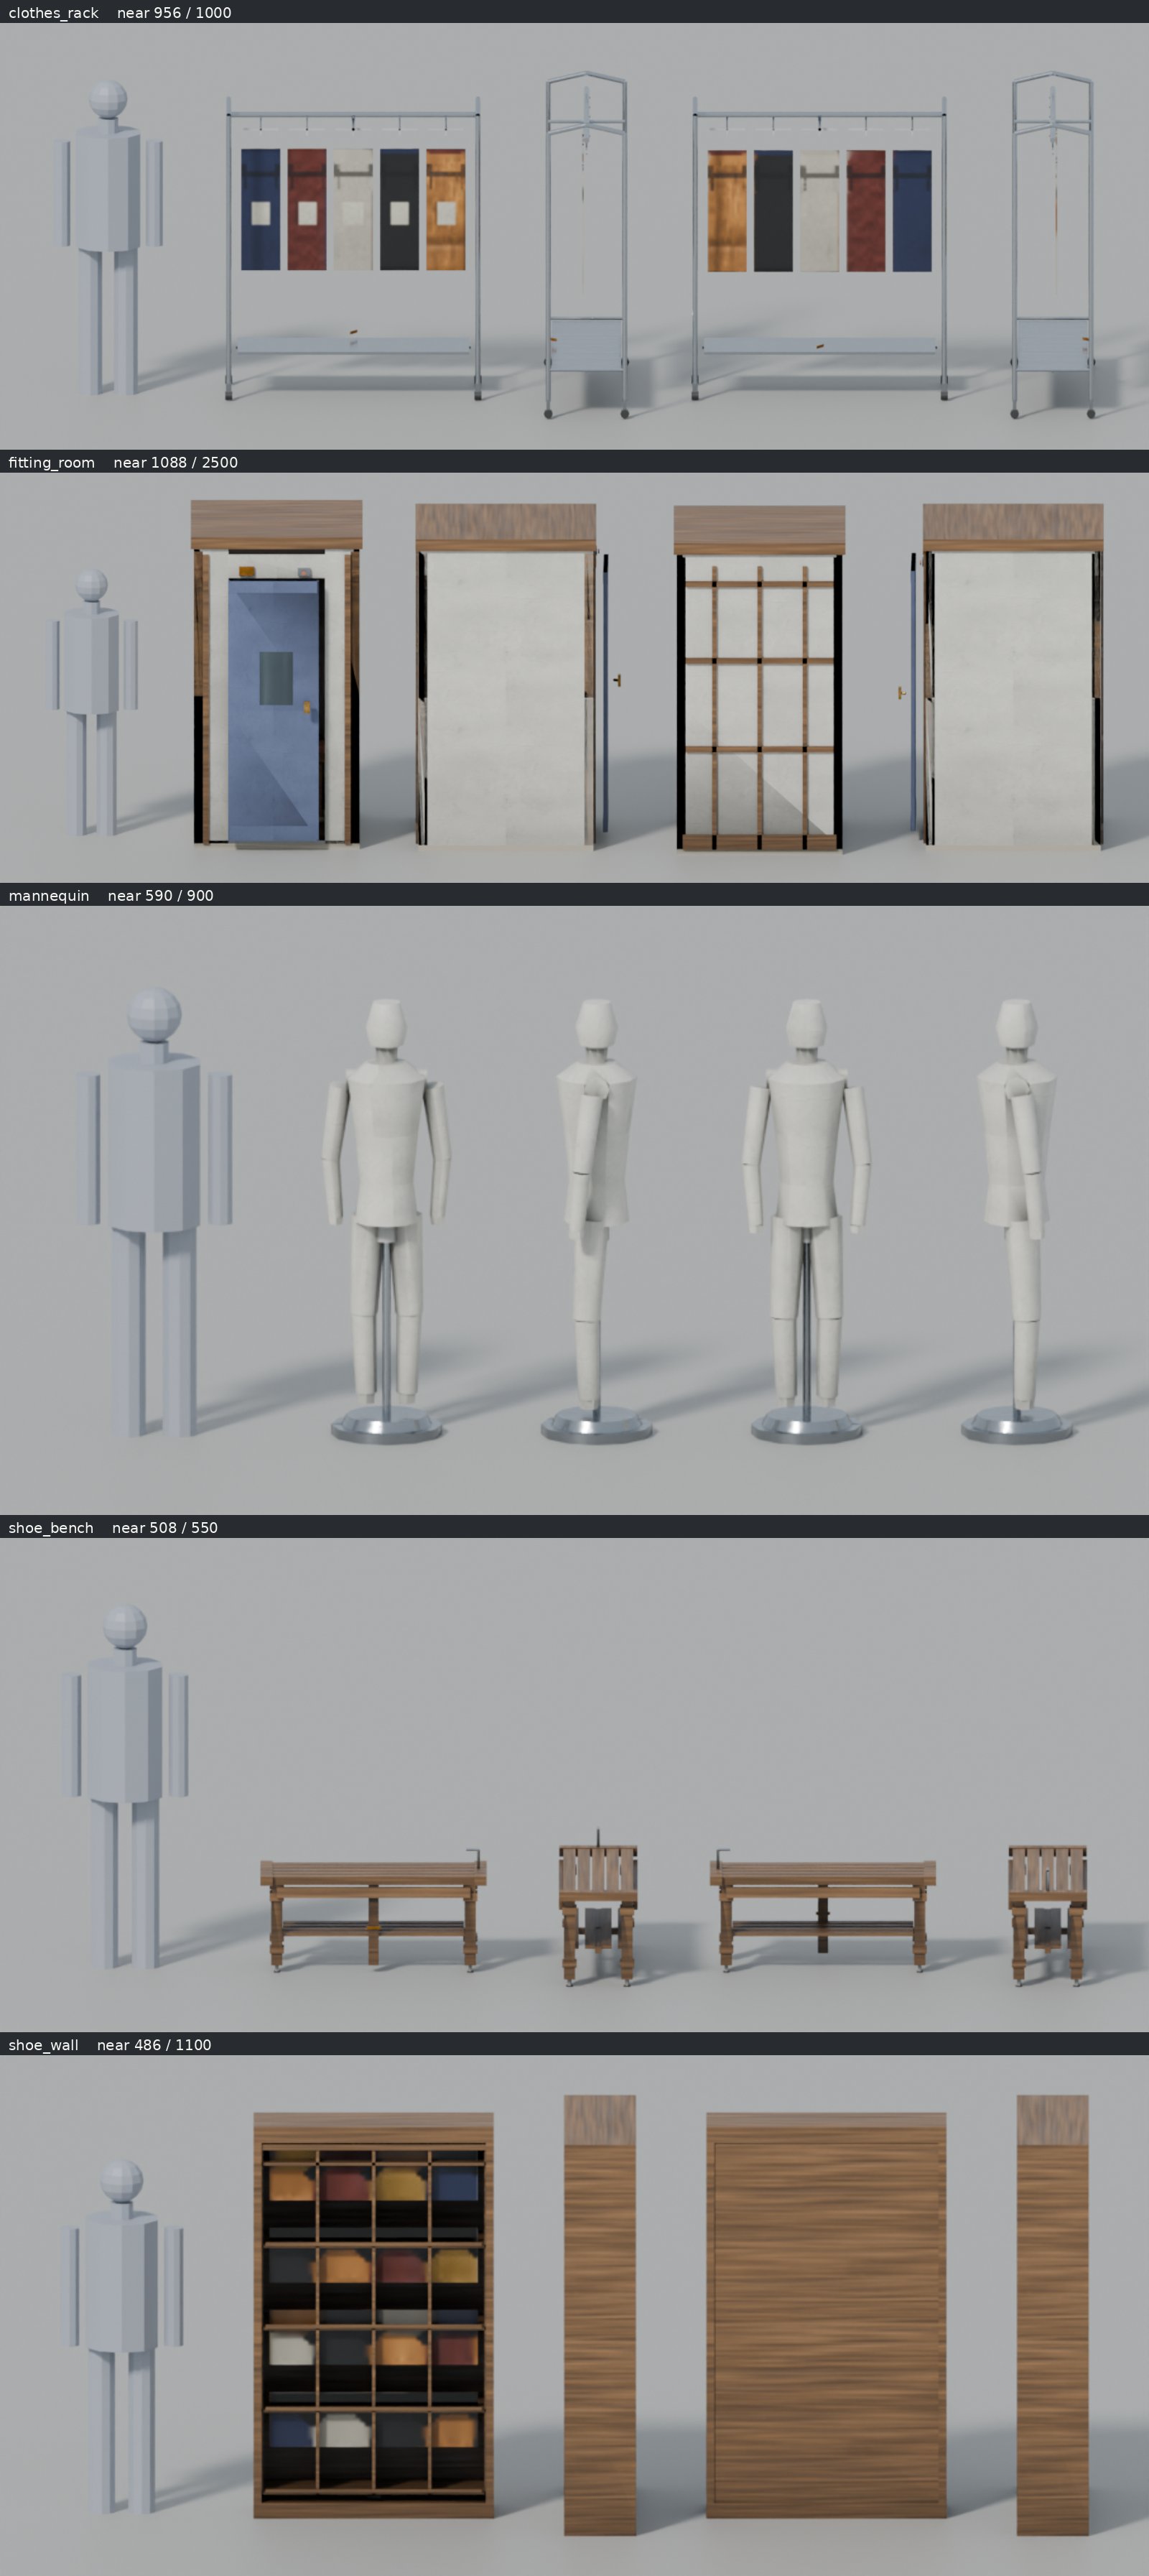 clothes_rack near 956 / 1000
fitting_room near 1088 / 2500
mannequin near 590 / 900
shoe_bench near 508 / 550
shoe_wall near 486 / 1100